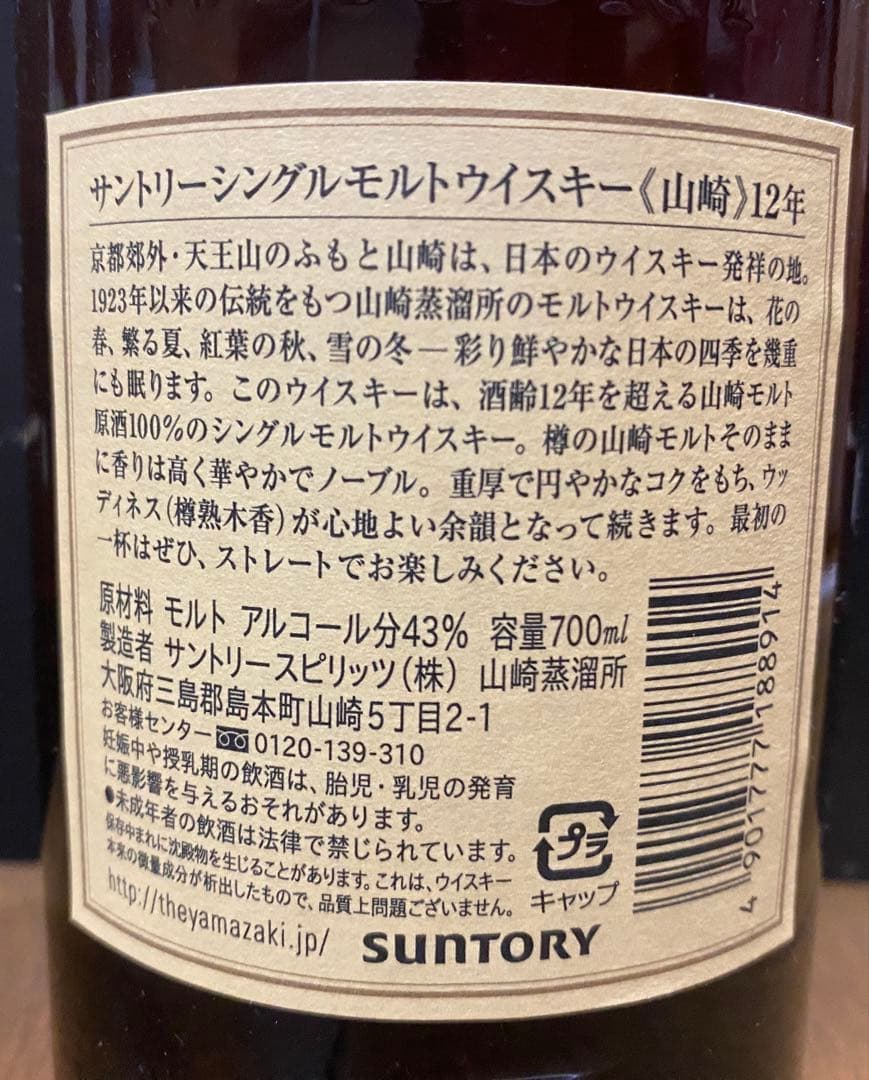 サントリーシングルモルトウイスキー《山崎》12年
京都郊外・天王山のふもと山崎は、日本のウイスキー発祥の地。
1923年以来の伝統をもつ山崎蒸溜所のモルトウイスキーは、花の
春、繁る夏、紅葉の秋、雪の冬—彩り鮮やかな日本の四季を幾重
にも眠ります。このウイスキーは、酒齢12年を超える山崎モルト
原酒100%のシングルモルトウイスキー。樽の山崎モルトそのまま
に香りは高く華やかでノーブル。重厚で円やかなコクをもち、ウッ
ディネス(樽熟木香)が心地よい余韻となって続きます。最初の
一杯はぜひ、ストレートでお楽しみください。
原材料 モルト アルコール分43% 容量700ml
製造者 サントリースピリッツ(株) 山崎蒸溜所
大阪府三島郡島本町山崎5丁目2-1
お客様センター 0120-139-310
妊娠中や授乳期の飲酒は、胎児・乳児の発育
に悪影響を与えるおそれがあります。
●未成年者の飲酒は法律で禁じられています。
保存中まれに沈殿物を生じることがあります。これは、ウイスキー
本来の微量成分が析出したもので、品質上問題ございません。
http://theyamazaki.jp/
SUNTORY
プラ
キャップ
4 901777 188914